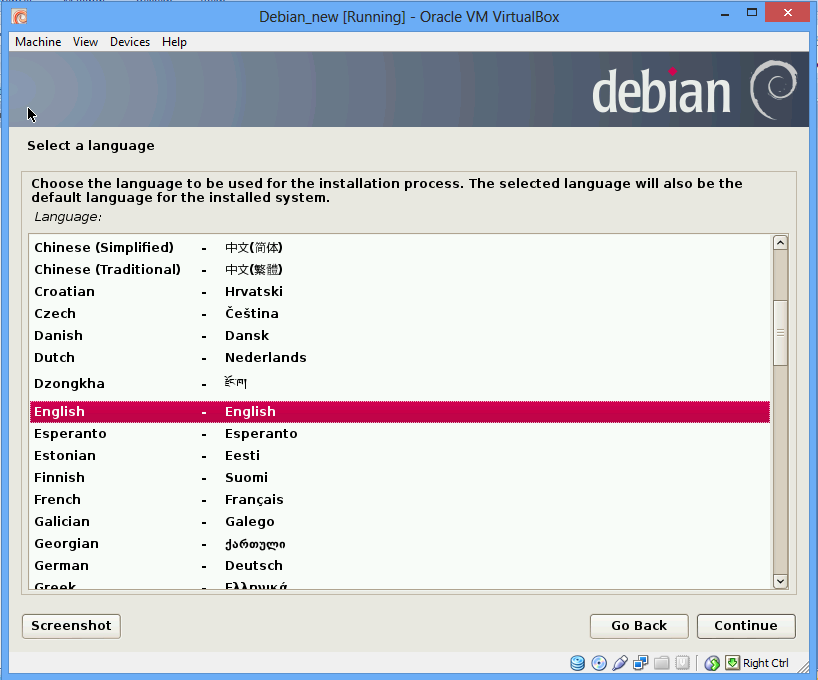 Debian_new [Running] - Oracle VM VirtualBox
Machine View Devices Help
debian
Select a language
Choose the language to be used for the installation process. The selected language will also be the
default language for the installed system.
Language:
Chinese (Simplified) - 中文(简体)
Chinese (Traditional) - 中文(繁體)
Croatian - Hrvatski
Czech - Čeština
Danish - Dansk
Dutch - Nederlands
Dzongkha - རྫོང་ཁ།
English - English
Esperanto - Esperanto
Estonian - Eesti
Finnish - Suomi
French - Français
Galician - Galego
Georgian - ქართული
German - Deutsch
Greek - Ελληνικά
Screenshot Go Back Continue
Right Ctrl